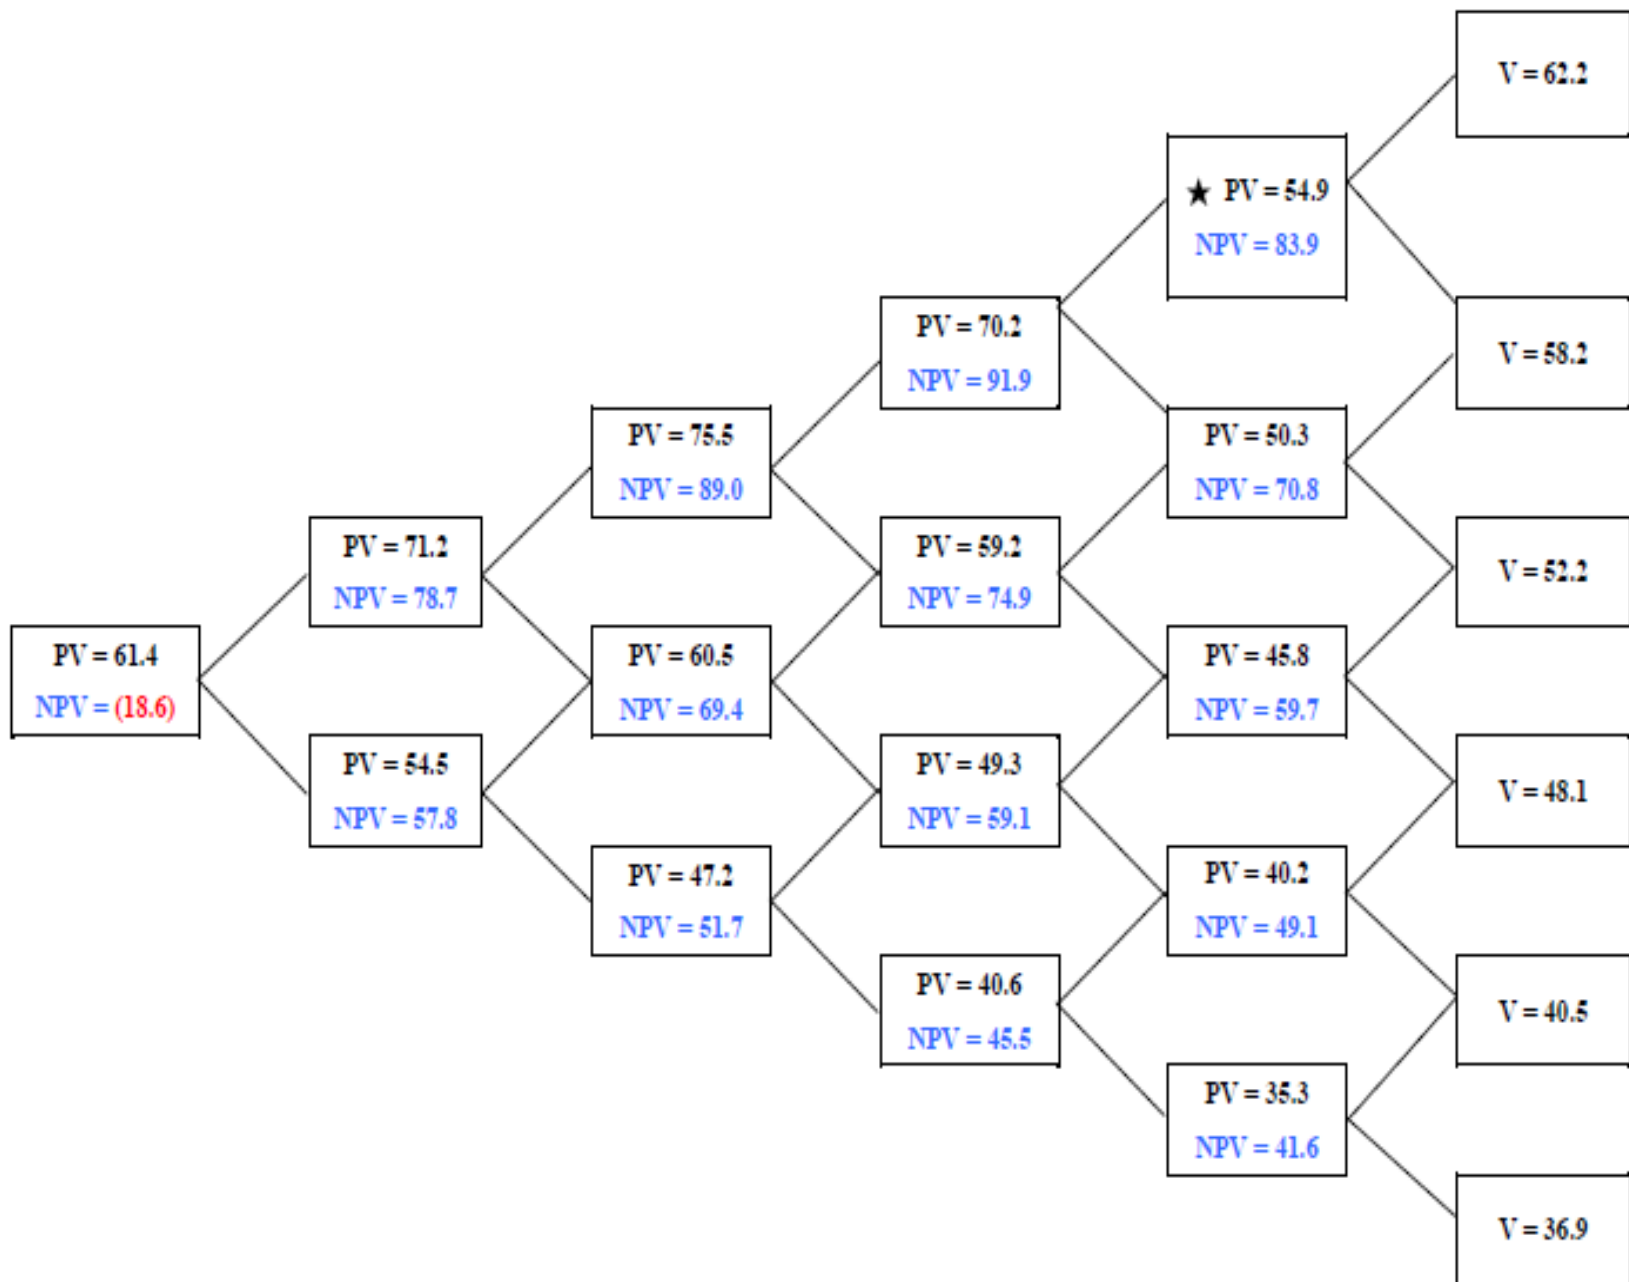 PV = 61.4
NPV = (18.6)
PV = 71.2
NPV = 78.7
PV = 54.5
NPV = 57.8
PV = 75.5
NPV = 89.0
PV = 60.5
NPV = 69.4
PV = 47.2
NPV = 51.7
PV = 70.2
NPV = 91.9
PV = 59.2
NPV = 74.9
PV = 49.3
NPV = 59.1
PV = 40.6
NPV = 45.5
★ PV = 54.9
NPV = 83.9
PV = 50.3
NPV = 70.8
PV = 45.8
NPV = 59.7
PV = 40.2
NPV = 49.1
PV = 35.3
NPV = 41.6
V = 62.2
V = 58.2
V = 52.2
V = 48.1
V = 40.5
V = 36.9